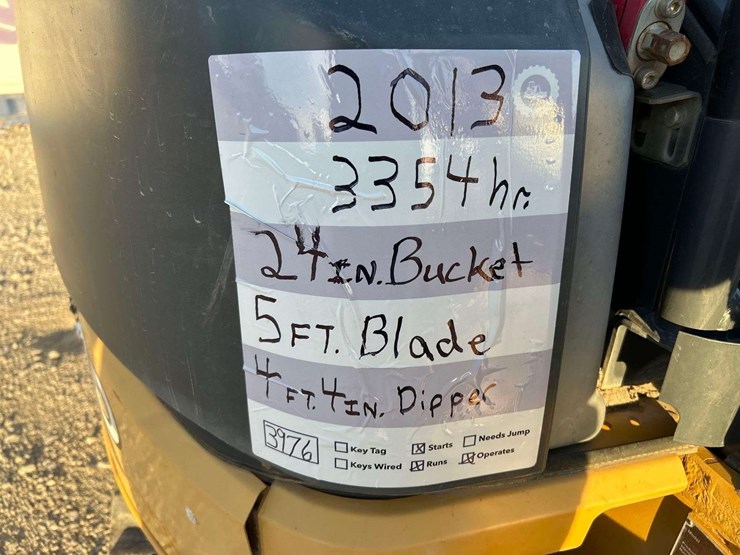 2013
3354 hr.
24 IN. Bucket
5 FT. Blade
4 FT. 4 IN. Dipper
3976
Key Tag Starts Needs Jump
Keys Wired Runs Operates